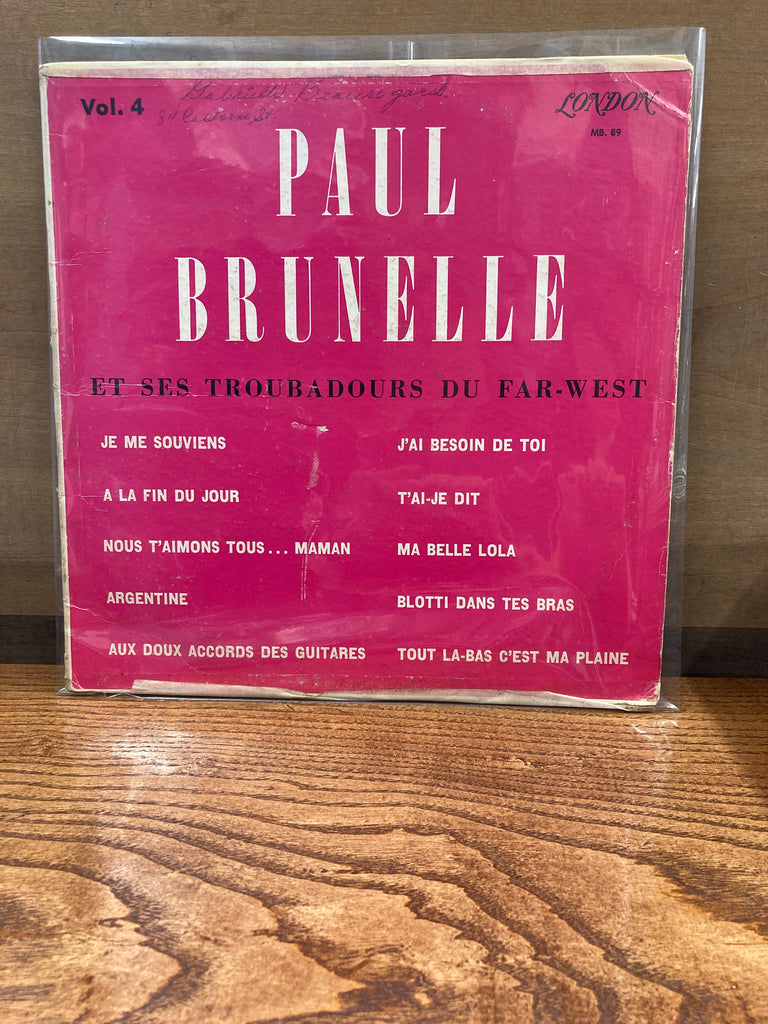 Gabrielle Beauregard
Vol. 4
LONDON
MB. 89
PAUL
BRUNELLE
ET SES TROUBADOURS DU FAR-WEST
JE ME SOUVIENS
A LA FIN DU JOUR
NOUS T'AIMONS TOUS... MAMAN
ARGENTINE
AUX DOUX ACCORDS DES GUITARES
J'AI BESOIN DE TOI
T'AI-JE DIT
MA BELLE LOLA
BLOTTI DANS TES BRAS
TOUT LA-BAS C'EST MA PLAINE